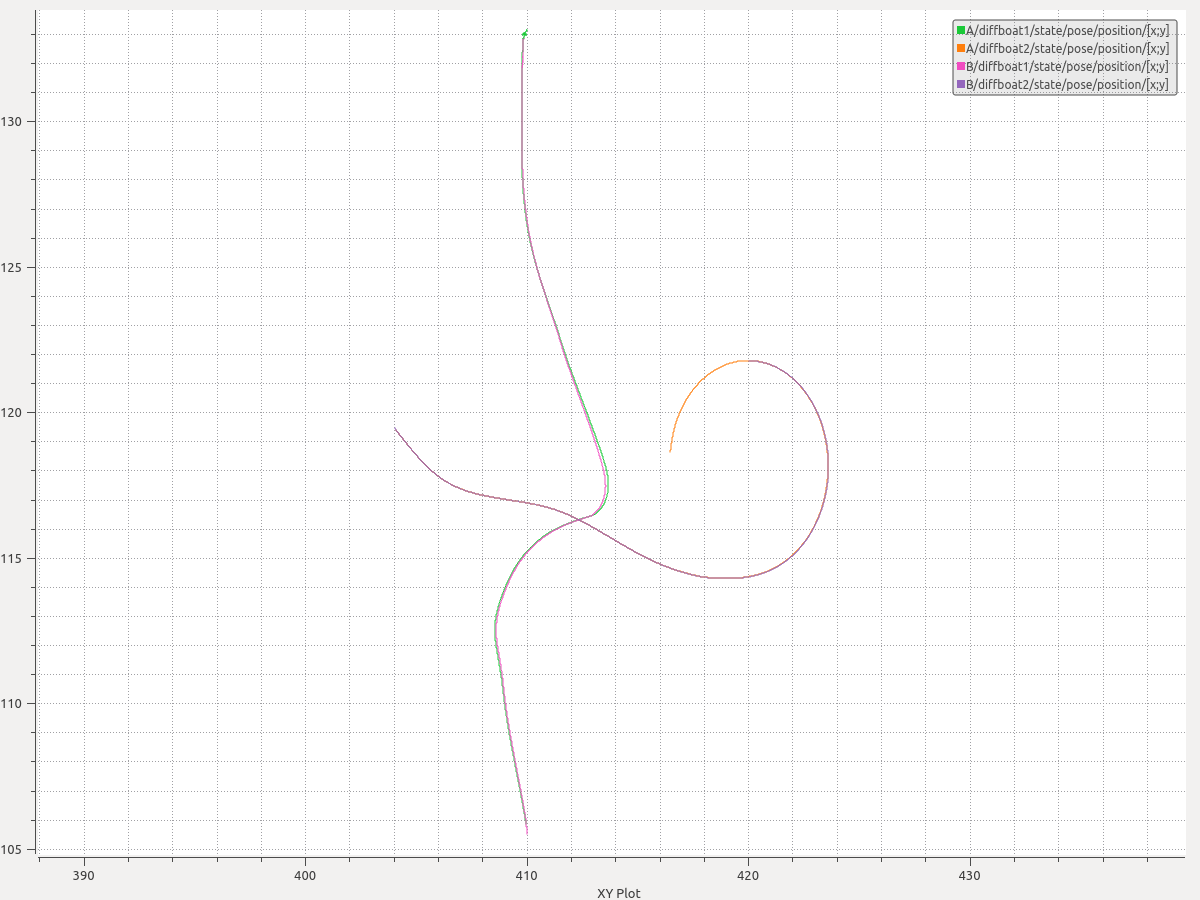 A/diffboat1/state/pose/position/[x;y]
A/diffboat2/state/pose/position/[x;y]
B/diffboat1/state/pose/position/[x;y]
B/diffboat2/state/pose/position/[x;y]
130
125
120
115
110
105
390 400 410 420 430
XY Plot